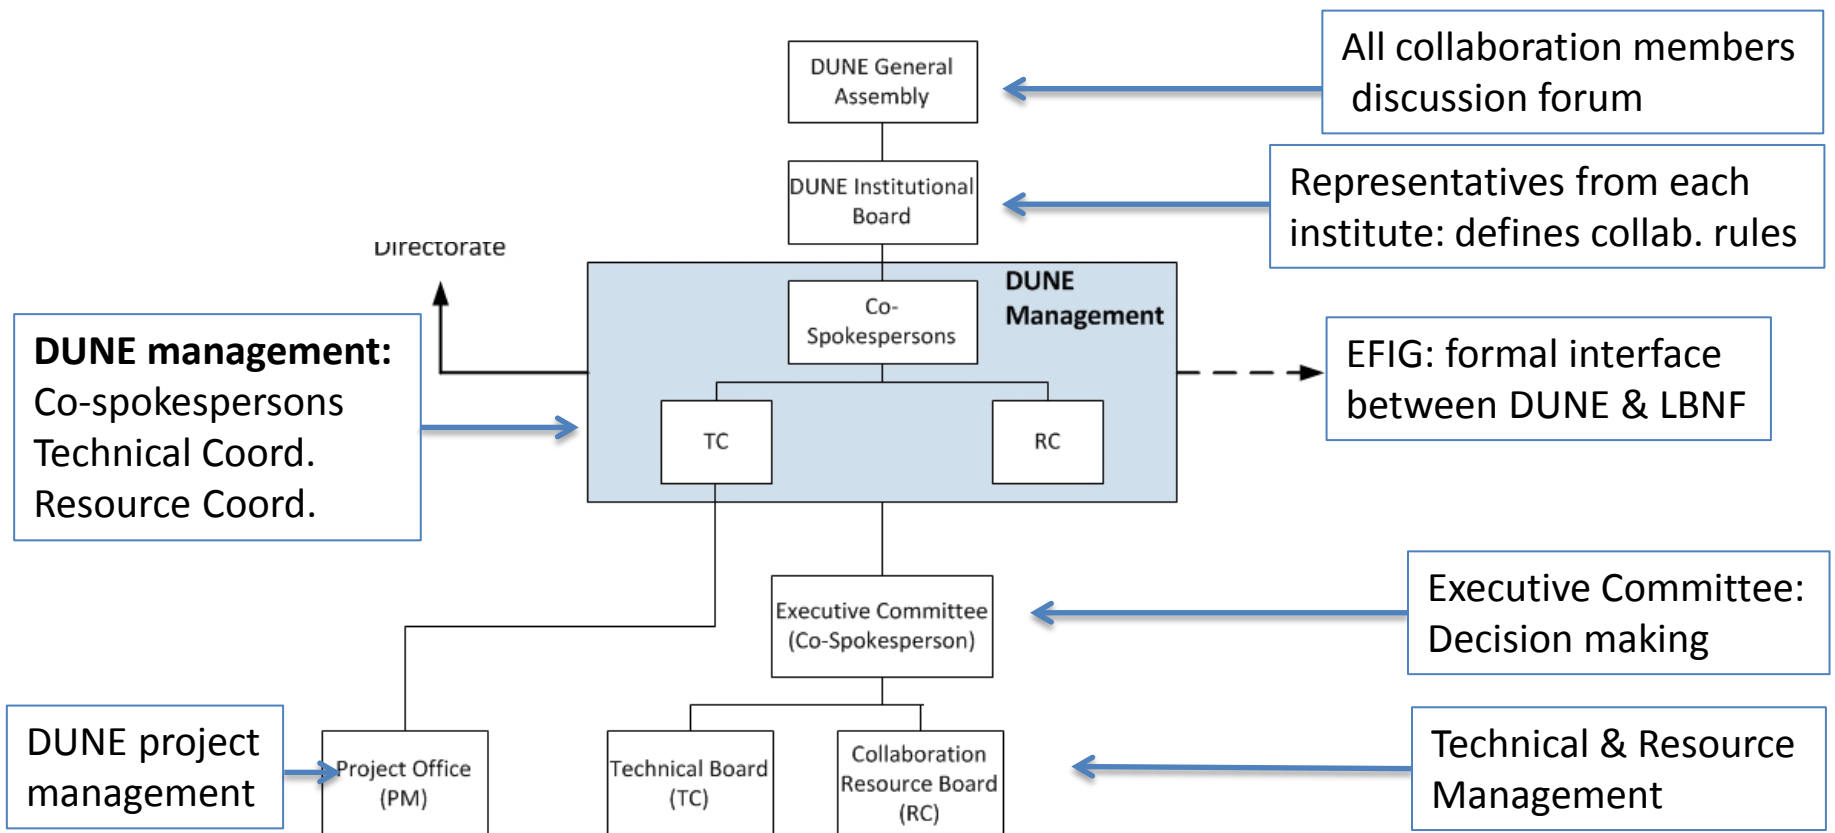 DUNE General
Assembly
All collaboration members
discussion forum
DUNE Institutional
Board
Representatives from each
institute: defines collab. rules
Directorate
DUNE
Management
Co-
Spokespersons
DUNE management:
Co-spokespersons
Technical Coord.
Resource Coord.
EFIG: formal interface
between DUNE & LBNF
TC
RC
Executive Committee
(Co-Spokesperson)
Executive Committee:
Decision making
DUNE project
management
Project Office
(PM)
Technical Board
(TC)
Collaboration
Resource Board
(RC)
Technical & Resource
Management